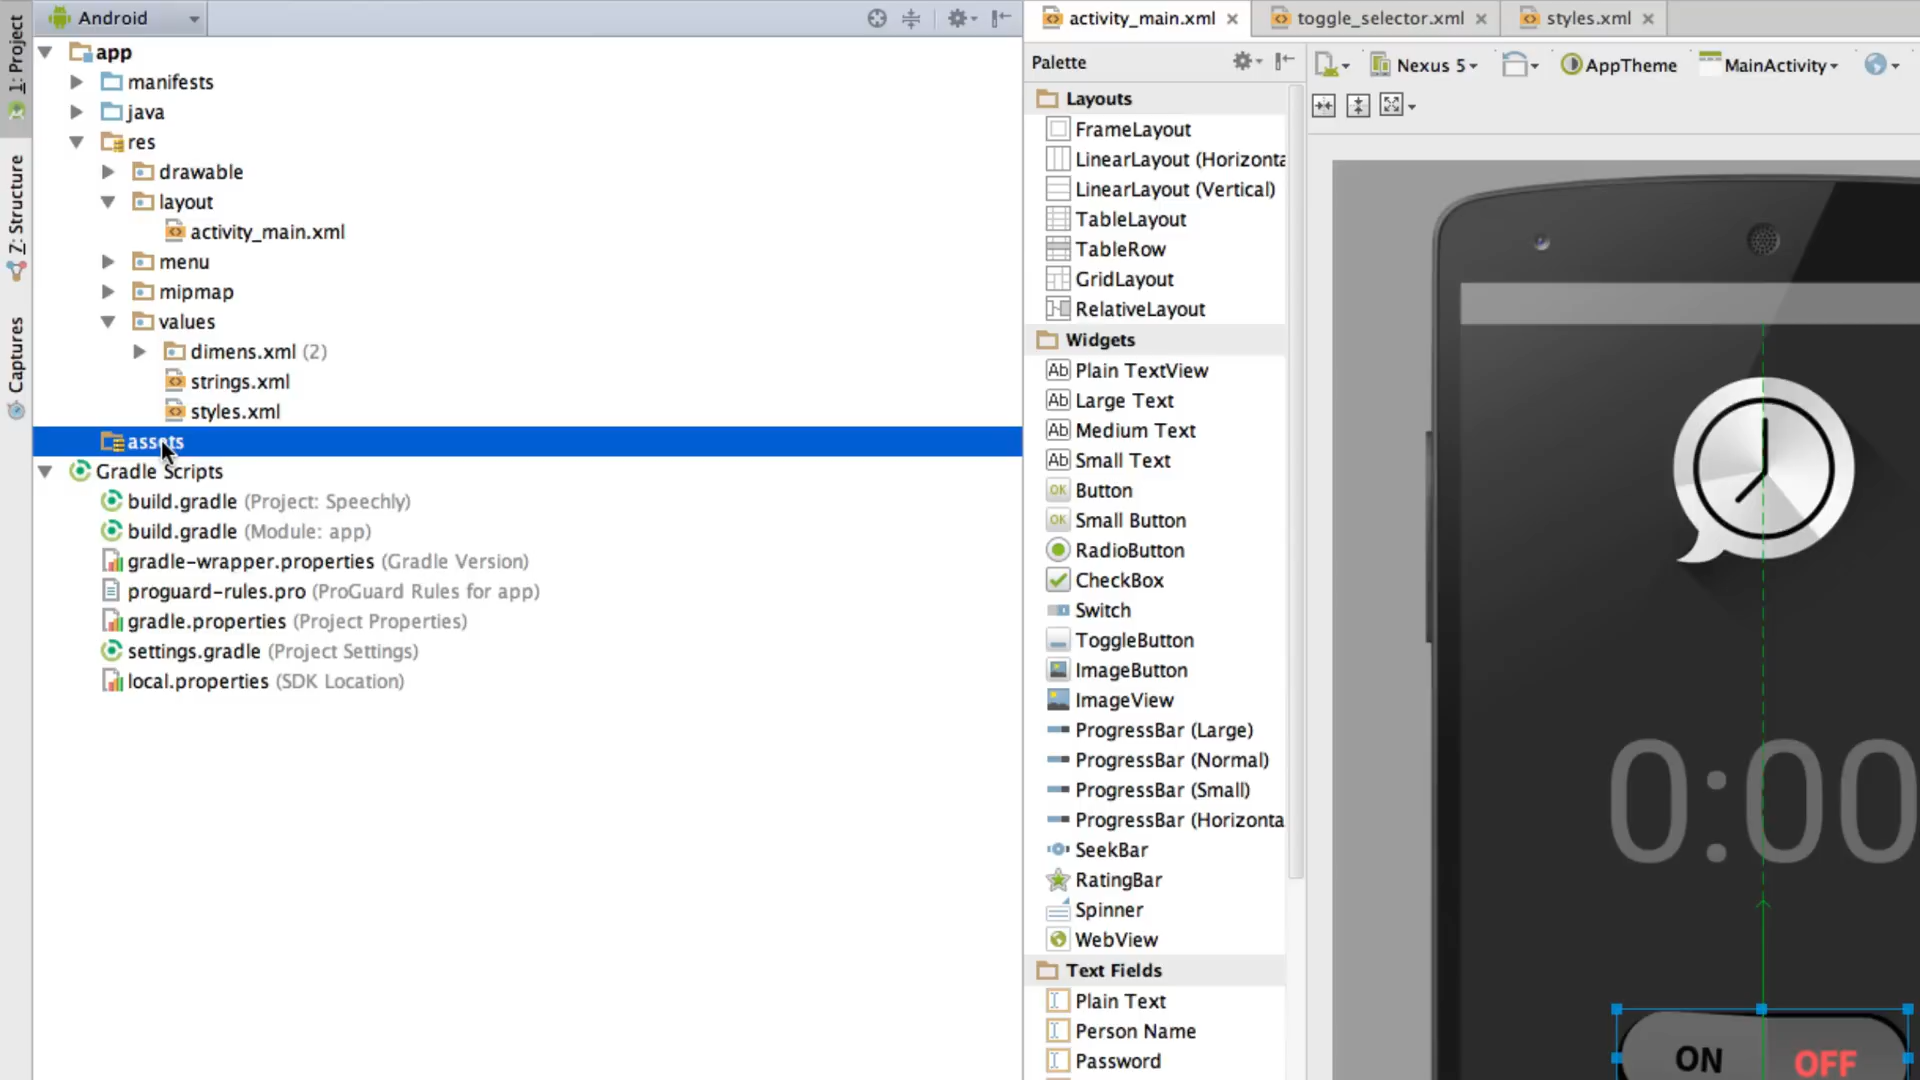 1: Project
Z: Structure
Captures
Android
app
manifests
java
res
drawable
layout
activity_main.xml
menu
mipmap
values
dimens.xml (2)
strings.xml
styles.xml
assets
Gradle Scripts
build.gradle (Project: Speechly)
build.gradle (Module: app)
gradle-wrapper.properties (Gradle Version)
proguard-rules.pro (ProGuard Rules for app)
gradle.properties (Project Properties)
settings.gradle (Project Settings)
local.properties (SDK Location)
activity_main.xml
toggle_selector.xml
styles.xml
Palette
Layouts
FrameLayout
LinearLayout (Horizonta
LinearLayout (Vertical)
TableLayout
TableRow
GridLayout
RelativeLayout
Widgets
Ab Plain TextView
Ab Large Text
Ab Medium Text
Ab Small Text
OK Button
OK Small Button
RadioButton
CheckBox
Switch
ToggleButton
ImageButton
ImageView
ProgressBar (Large)
ProgressBar (Normal)
ProgressBar (Small)
ProgressBar (Horizonta
SeekBar
RatingBar
Spinner
WebView
Text Fields
Plain Text
Person Name
Password
Nexus 5
AppTheme
MainActivity
0:00
ON OFF